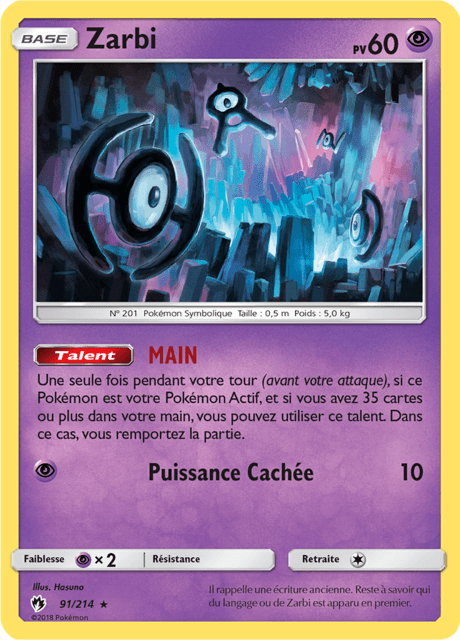 BASE Zarbi PV60
N° 201 Pokémon Symbolique Taille : 0,5 m Poids : 5,0 kg
Talent MAIN
Une seule fois pendant votre tour (avant votre attaque), si ce
Pokémon est votre Pokémon Actif, et si vous avez 35 cartes
ou plus dans votre main, vous pouvez utiliser ce talent. Dans
ce cas, vous remportez la partie.
Puissance Cachée 10
Faiblesse ×2 Résistance Retraite
Illus. Hasuno
91/214 ★
©2018 Pokémon
Il rappelle une écriture ancienne. Reste à savoir qui
du langage ou de Zarbi est apparu en premier.